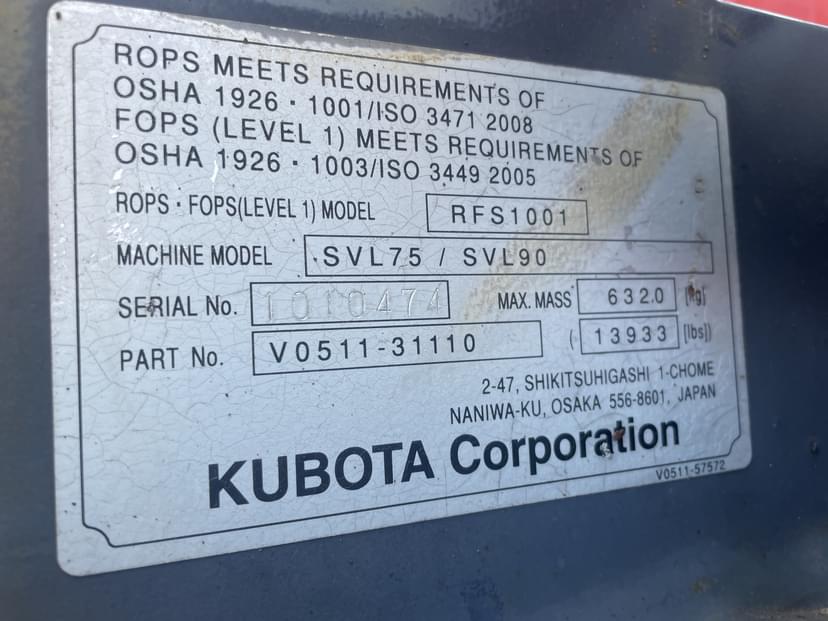 ROPS MEETS REQUIREMENTS OF
OSHA 1926・1001/ISO 3471 2008
FOPS (LEVEL 1) MEETS REQUIREMENTS OF
OSHA 1926・1003/ISO 3449 2005
ROPS・FOPS(LEVEL 1) MODEL RFS1001
MACHINE MODEL SVL75 / SVL90
SERIAL No. 1010474 MAX. MASS 6320 [kg]
PART No. V0511-31110 ( 13933 [lbs])
2-47, SHIKITSUHIGASHI 1-CHOME
NANIWA-KU, OSAKA 556-8601, JAPAN
KUBOTA Corporation
V0511-57572